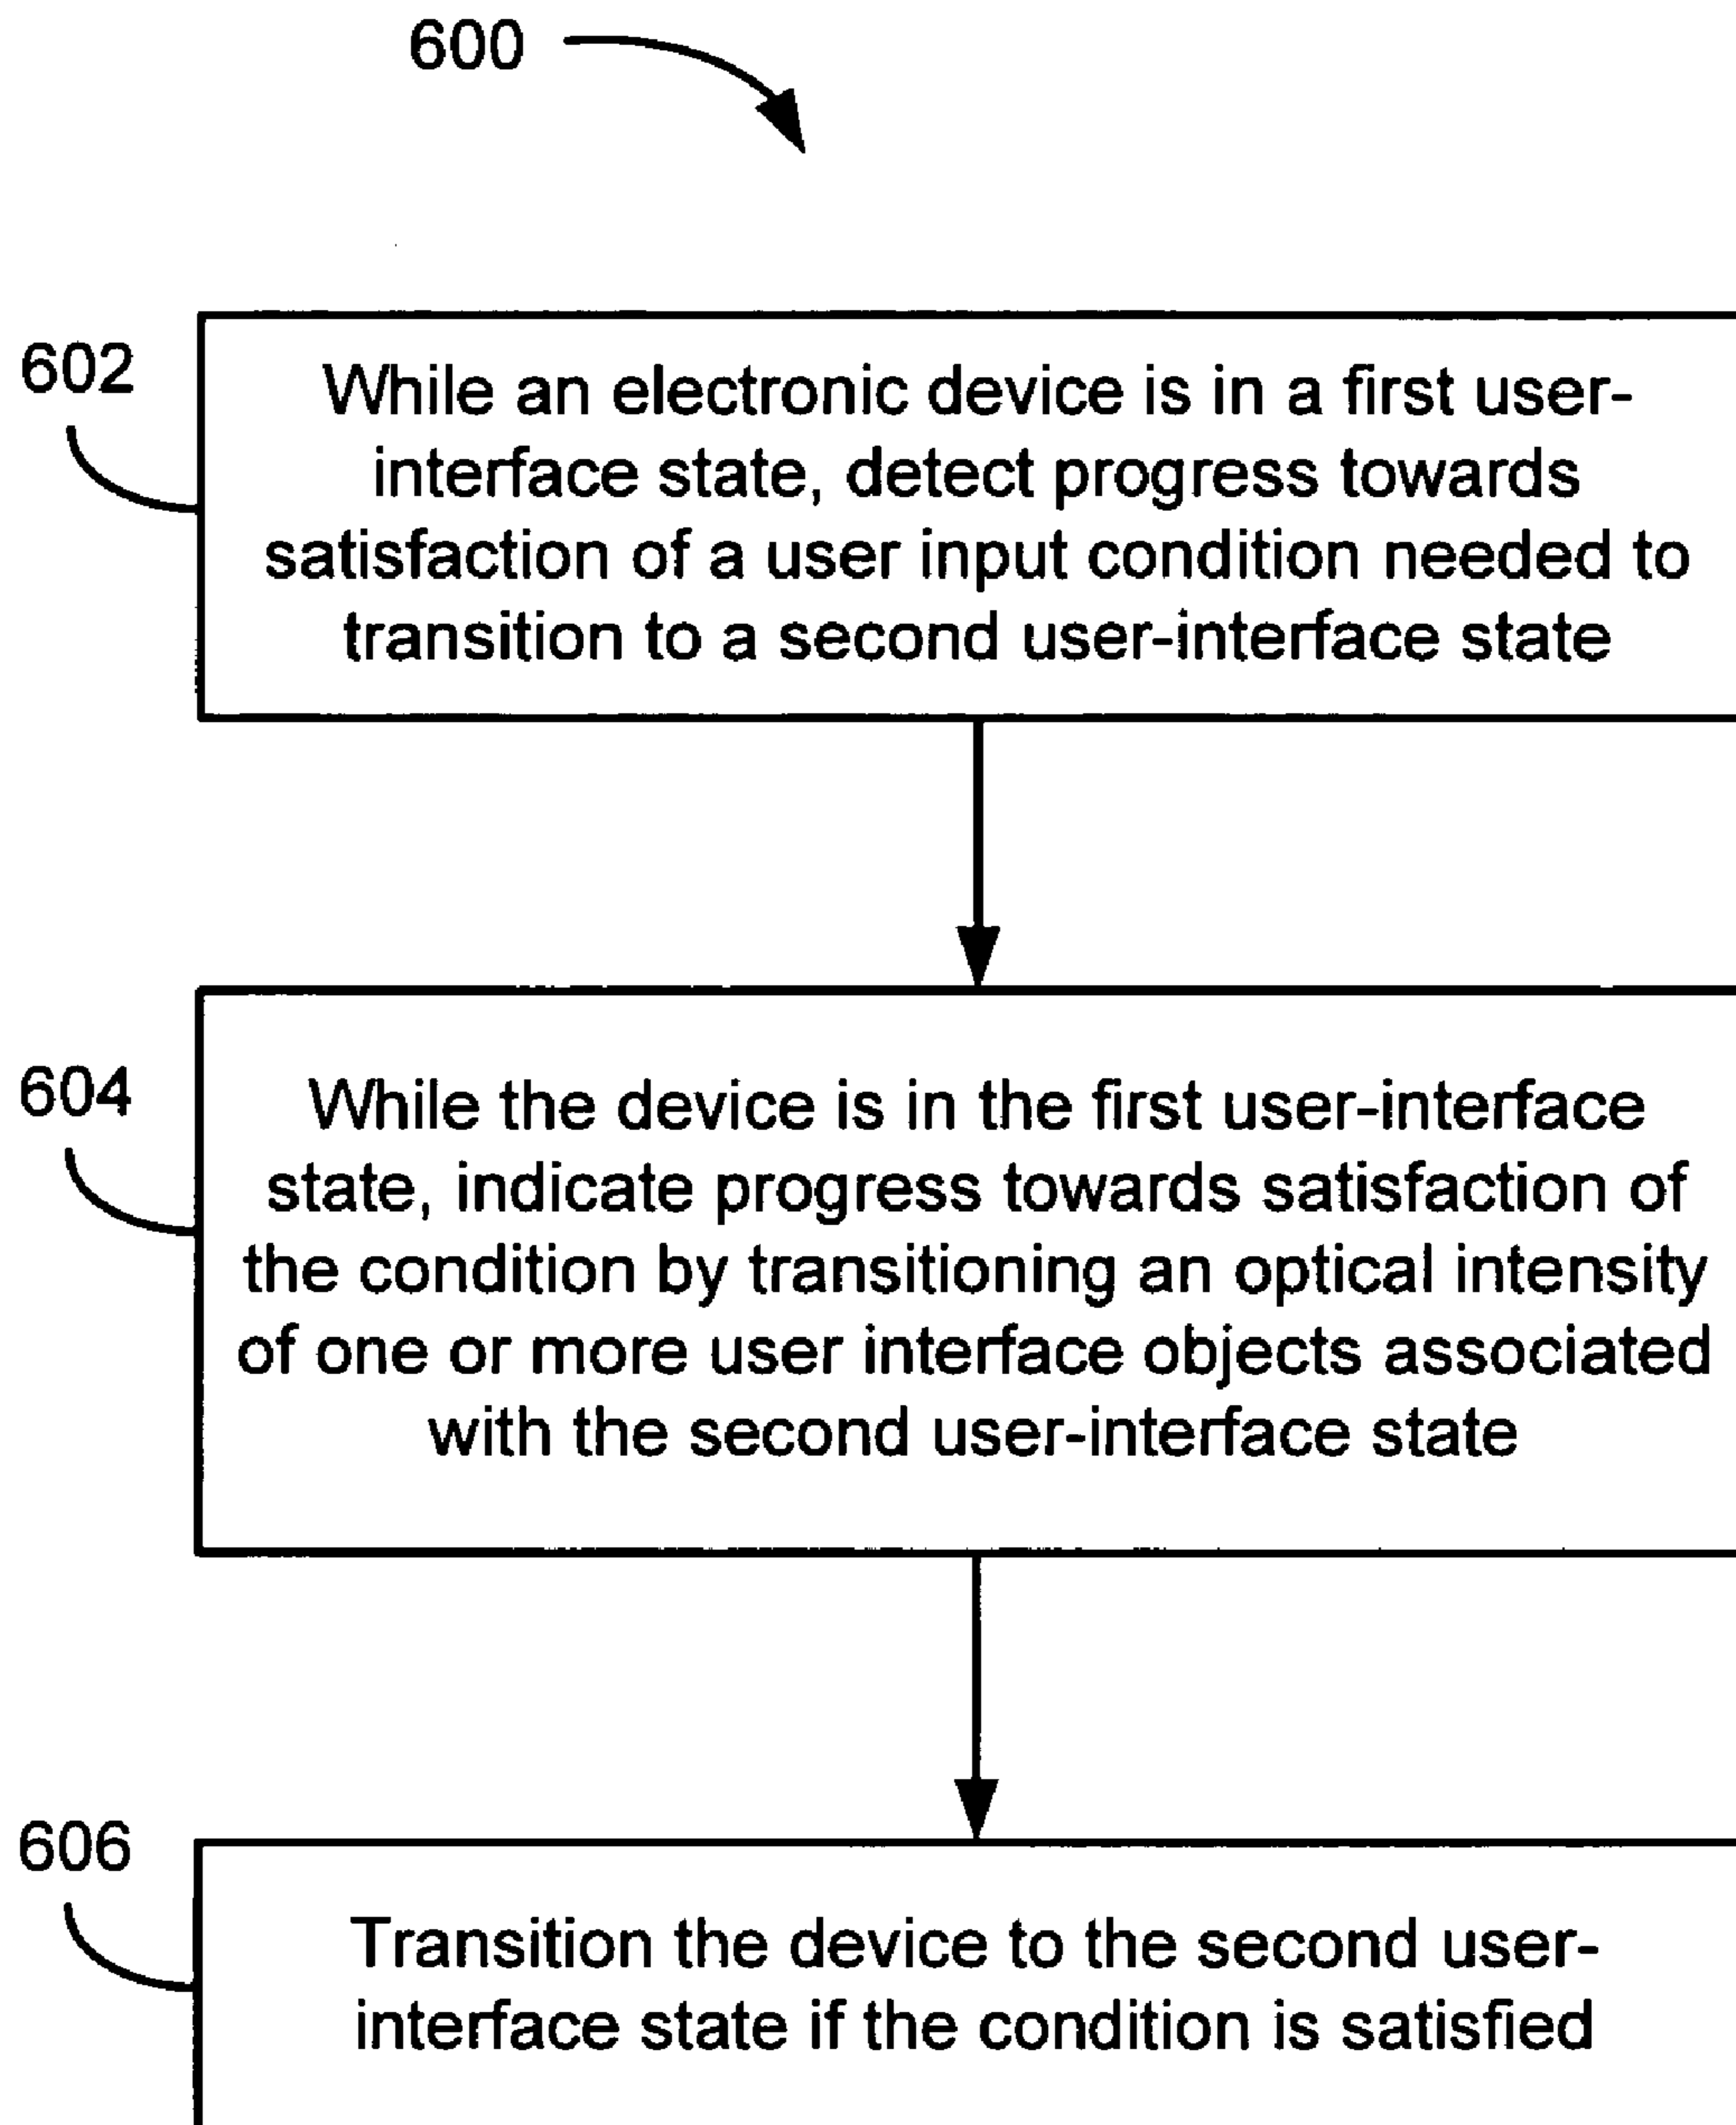 600
602
While an electronic device is in a first user-
interface state, detect progress towards
satisfaction of a user input condition needed to
transition to a second user-interface state
604
While the device is in the first user-interface
state, indicate progress towards satisfaction of
the condition by transitioning an optical intensity
of one or more user interface objects associated
with the second user-interface state
606
Transition the device to the second user-
interface state if the condition is satisfied